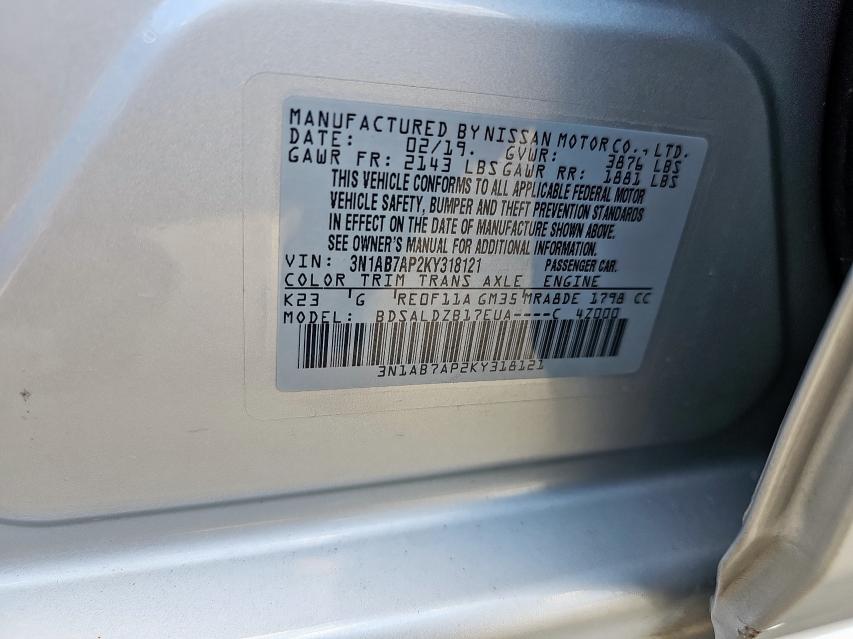 MANUFACTURED BY NISSAN MOTOR CO., LTD.
DATE: 02/19. GVWR: 3876 LBS
GAWR FR: 2143 LBS GAWR RR: 1881 LBS
THIS VEHICLE CONFORMS TO ALL APPLICABLE FEDERAL MOTOR
VEHICLE SAFETY, BUMPER AND THEFT PREVENTION STANDARDS
IN EFFECT ON THE DATE OF MANUFACTURE SHOWN ABOVE.
SEE OWNER'S MANUAL FOR ADDITIONAL INFORMATION.
VIN: 3N1AB7AP2KY318121 PASSENGER CAR.
COLOR TRIM TRANS AXLE ENGINE
K23 'G RE0F11A GM35 'MRA8DE 1798 CC
MODEL: BDSALDZB17EUA----C 4Z000
3N1AB7AP2KY318121